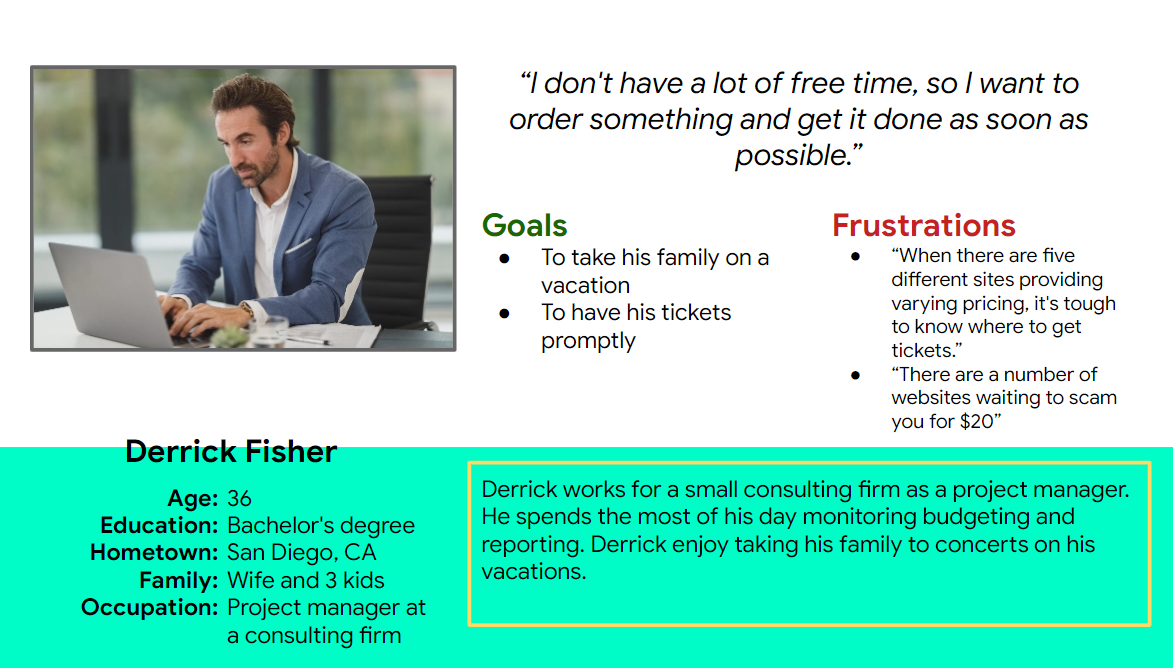 “I don't have a lot of free time, so I want to
order something and get it done as soon as
possible.”
Goals
● To take his family on a
vacation
● To have his tickets
promptly
Frustrations
● “When there are five
different sites providing
varying pricing, it's tough
to know where to get
tickets.”
● “There are a number of
websites waiting to scam
you for $20”
Derrick Fisher
Age: 36
Education: Bachelor's degree
Hometown: San Diego, CA
Family: Wife and 3 kids
Occupation: Project manager at
a consulting firm
Derrick works for a small consulting firm as a project manager.
He spends the most of his day monitoring budgeting and
reporting. Derrick enjoy taking his family to concerts on his
vacations.